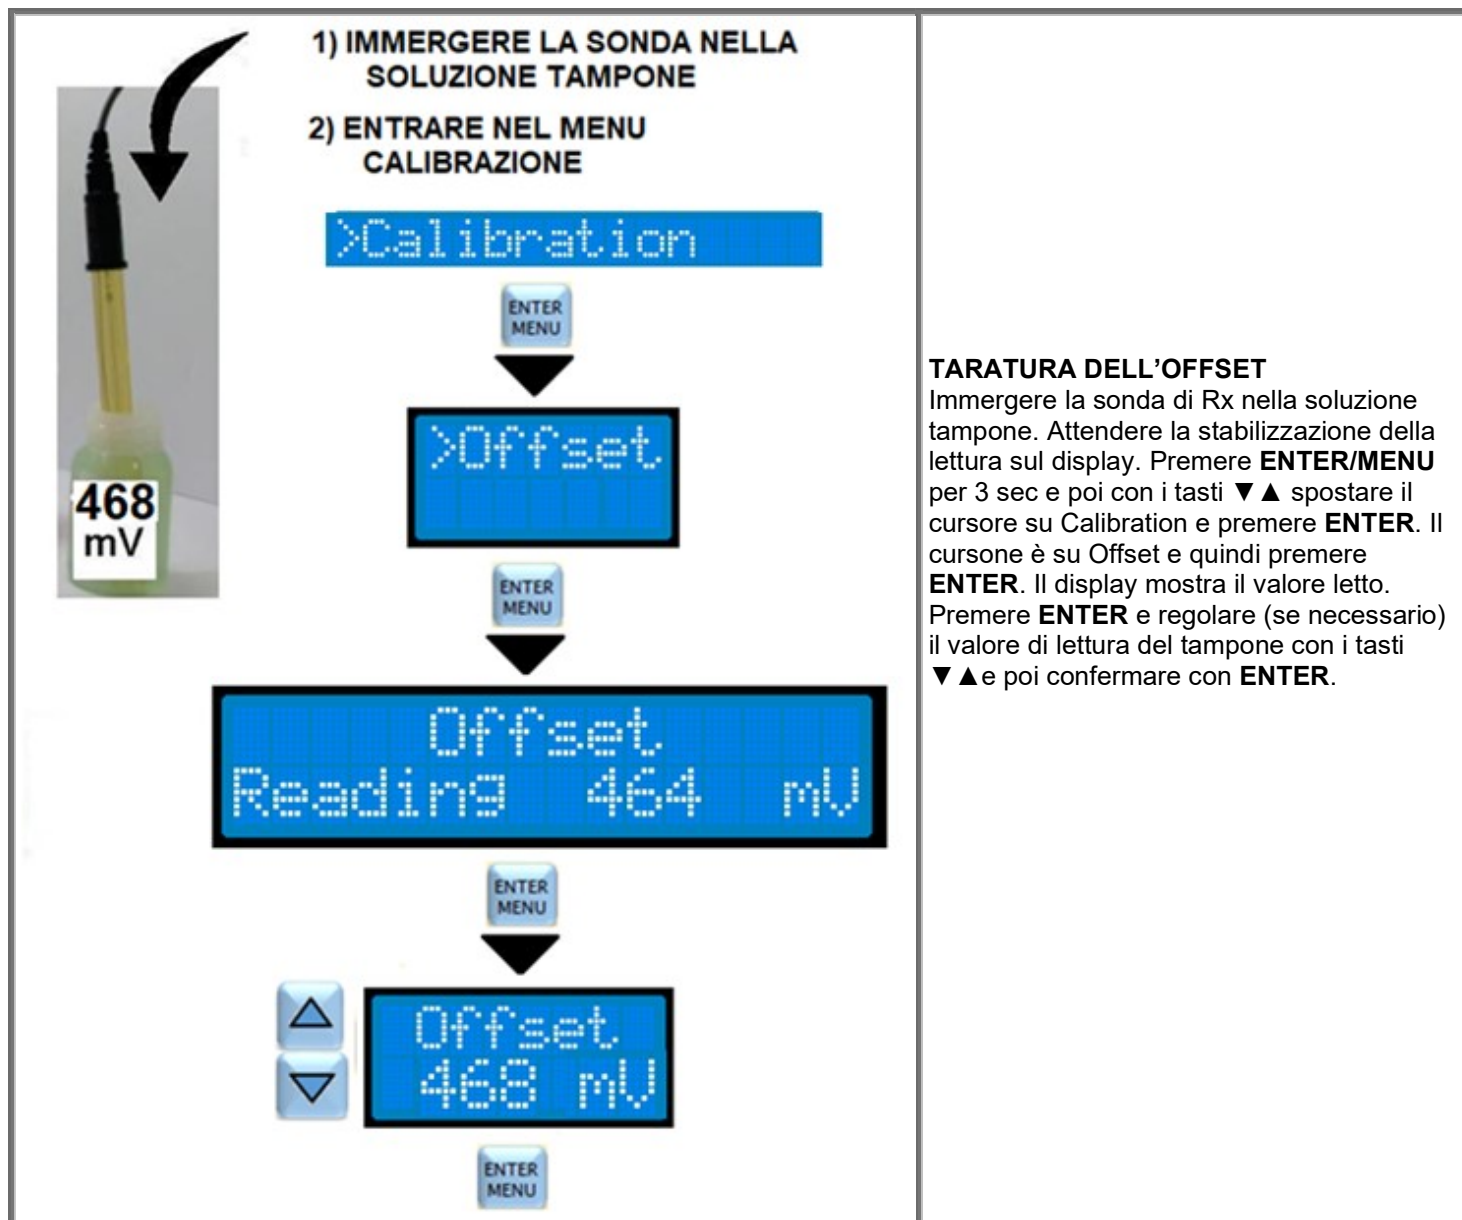 1) IMMERGERE LA SONDA NELLA
SOLUZIONE TAMPONE
2) ENTRARE NEL MENU
CALIBRAZIONE
468
mV
>Calibration
ENTER
MENU
>Offset
ENTER
MENU
Offset
Reading 464 mV
ENTER
MENU
Offset
468 mV
ENTER
MENU
TARATURA DELL’OFFSET
Immergere la sonda di Rx nella soluzione
tampone. Attendere la stabilizzazione della
lettura sul display. Premere ENTER/MENU
per 3 sec e poi con i tasti ▼▲ spostare il
cursore su Calibration e premere ENTER. Il
cursone è su Offset e quindi premere
ENTER. Il display mostra il valore letto.
Premere ENTER e regolare (se necessario)
il valore di lettura del tampone con i tasti
▼▲e poi confermare con ENTER.